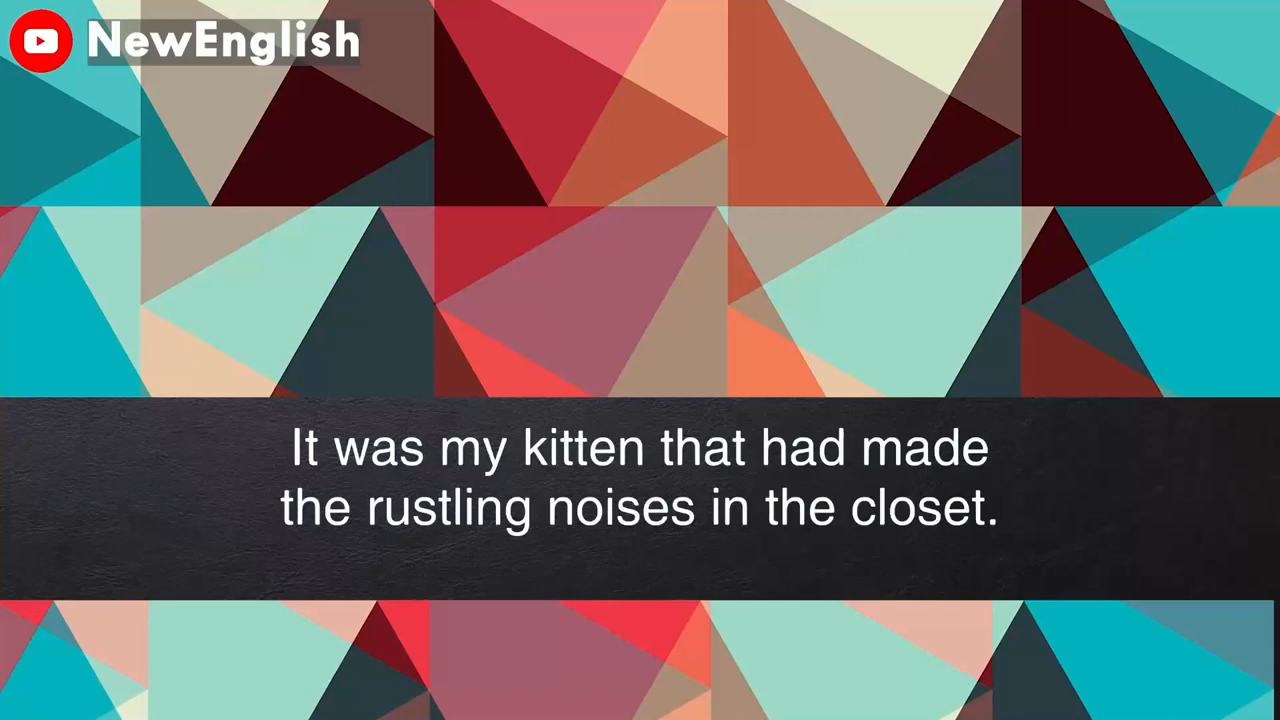 NewEnglish
It was my kitten that had made
the rustling noises in the closet.